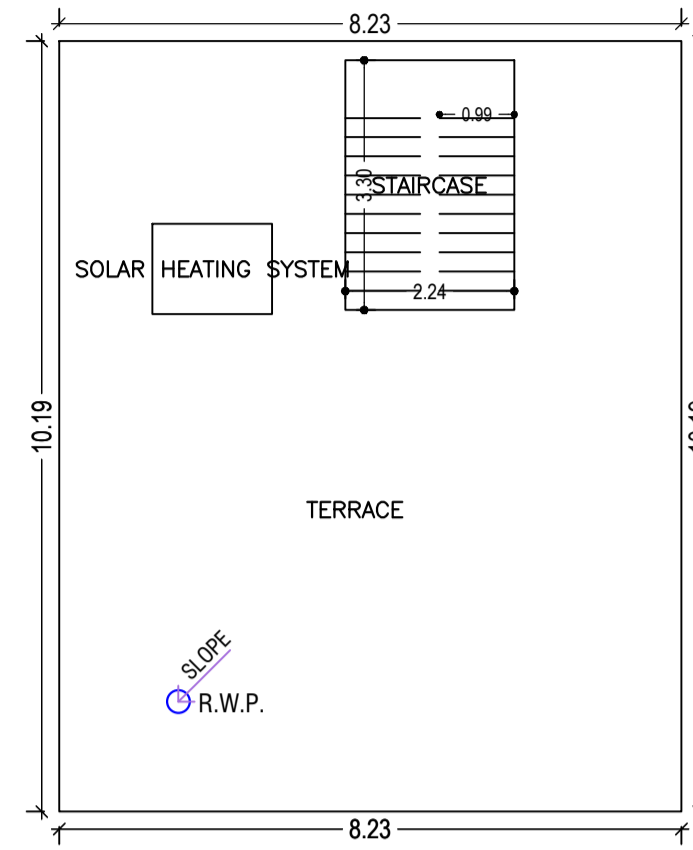 8.23
0.99
3.30
STAIRCASE
SOLAR HEATING SYSTEM
2.24
10.19
TERRACE
SLOPE
R.W.P.
8.23